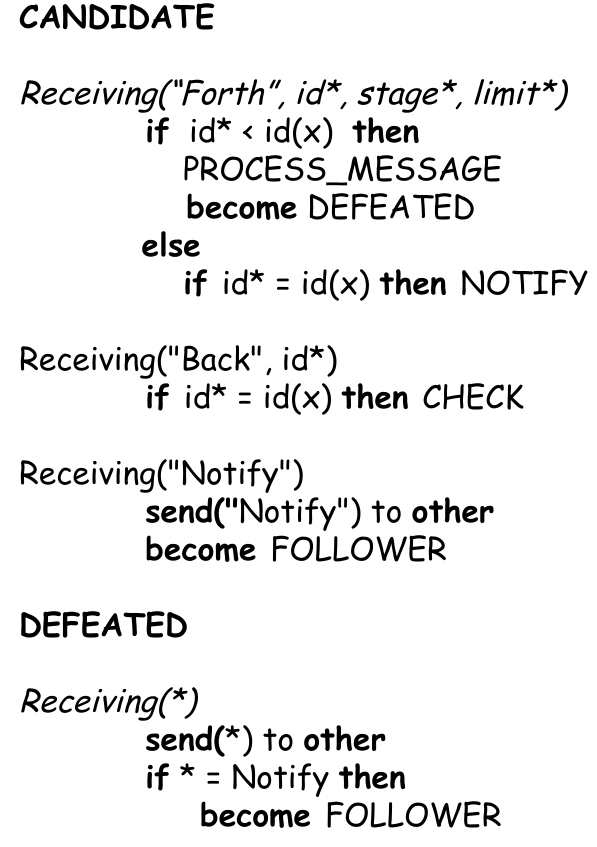 CANDIDATE
Receiving("Forth", id*, stage*, limit*)
if id* < id(x) then
PROCESS_MESSAGE
become DEFEATED
else
if id* = id(x) then NOTIFY
Receiving("Back", id*)
if id* = id(x) then CHECK
Receiving("Notify")
send("Notify") to other
become FOLLOWER
DEFEATED
Receiving(*)
send(*) to other
if * = Notify then
become FOLLOWER